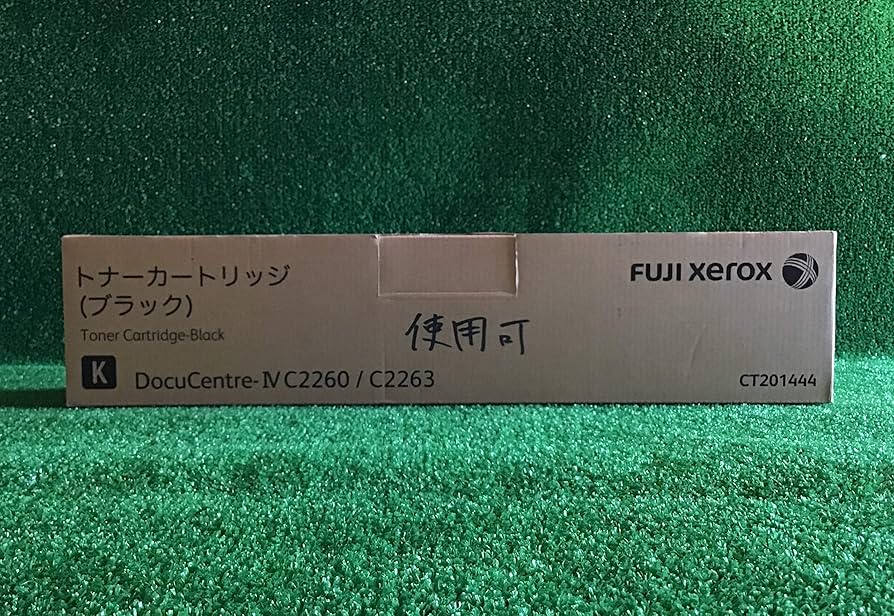 トナーカートリッジ
(ブラック)
Toner Cartridge-Black
K
DocuCentre-Ⅳ C2260 / C2263
使用可
FUJI xerox
CT201444